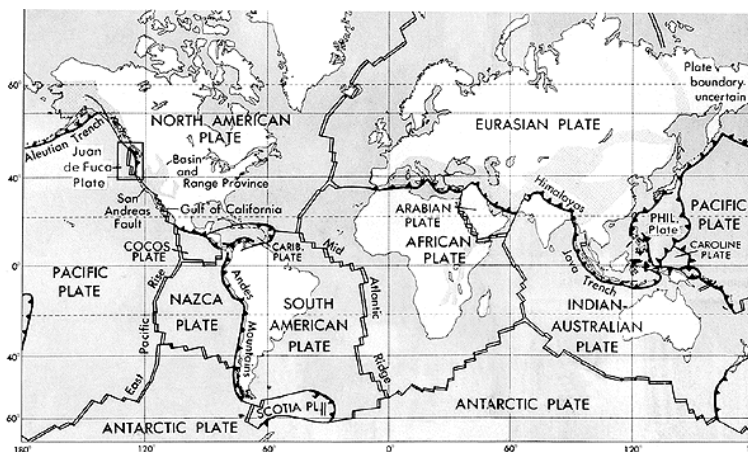 60°
Plate
boundary
uncertain
NORTH AMERICAN
PLATE
EURASIAN PLATE
Aleutian Trench
Juan
de Fuca
Plate
Basin
and
Range Province
40
Himalayas
San
Andreas
Fault
Gulf of California
ARABIAN
PLATE
AFRICAN
PLATE
PHIL
Plate
PACIFIC
PLATE
CAROLINE
PLATE
COCOS
PLATE
CARIB.
PLATE
Mid
Atlantic
Ridge
0°
PACIFIC
PLATE
East
Pacific
Rise
NAZCA
PLATE
Andes
Mountains
SOUTH
AMERICAN
PLATE
Java Trench
INDIAN-
AUSTRALIAN
PLATE
40
60
SCOTIA PL
ANTARCTIC PLATE
ANTARCTIC PLATE
180°
120°
60°
0°
60°
120°